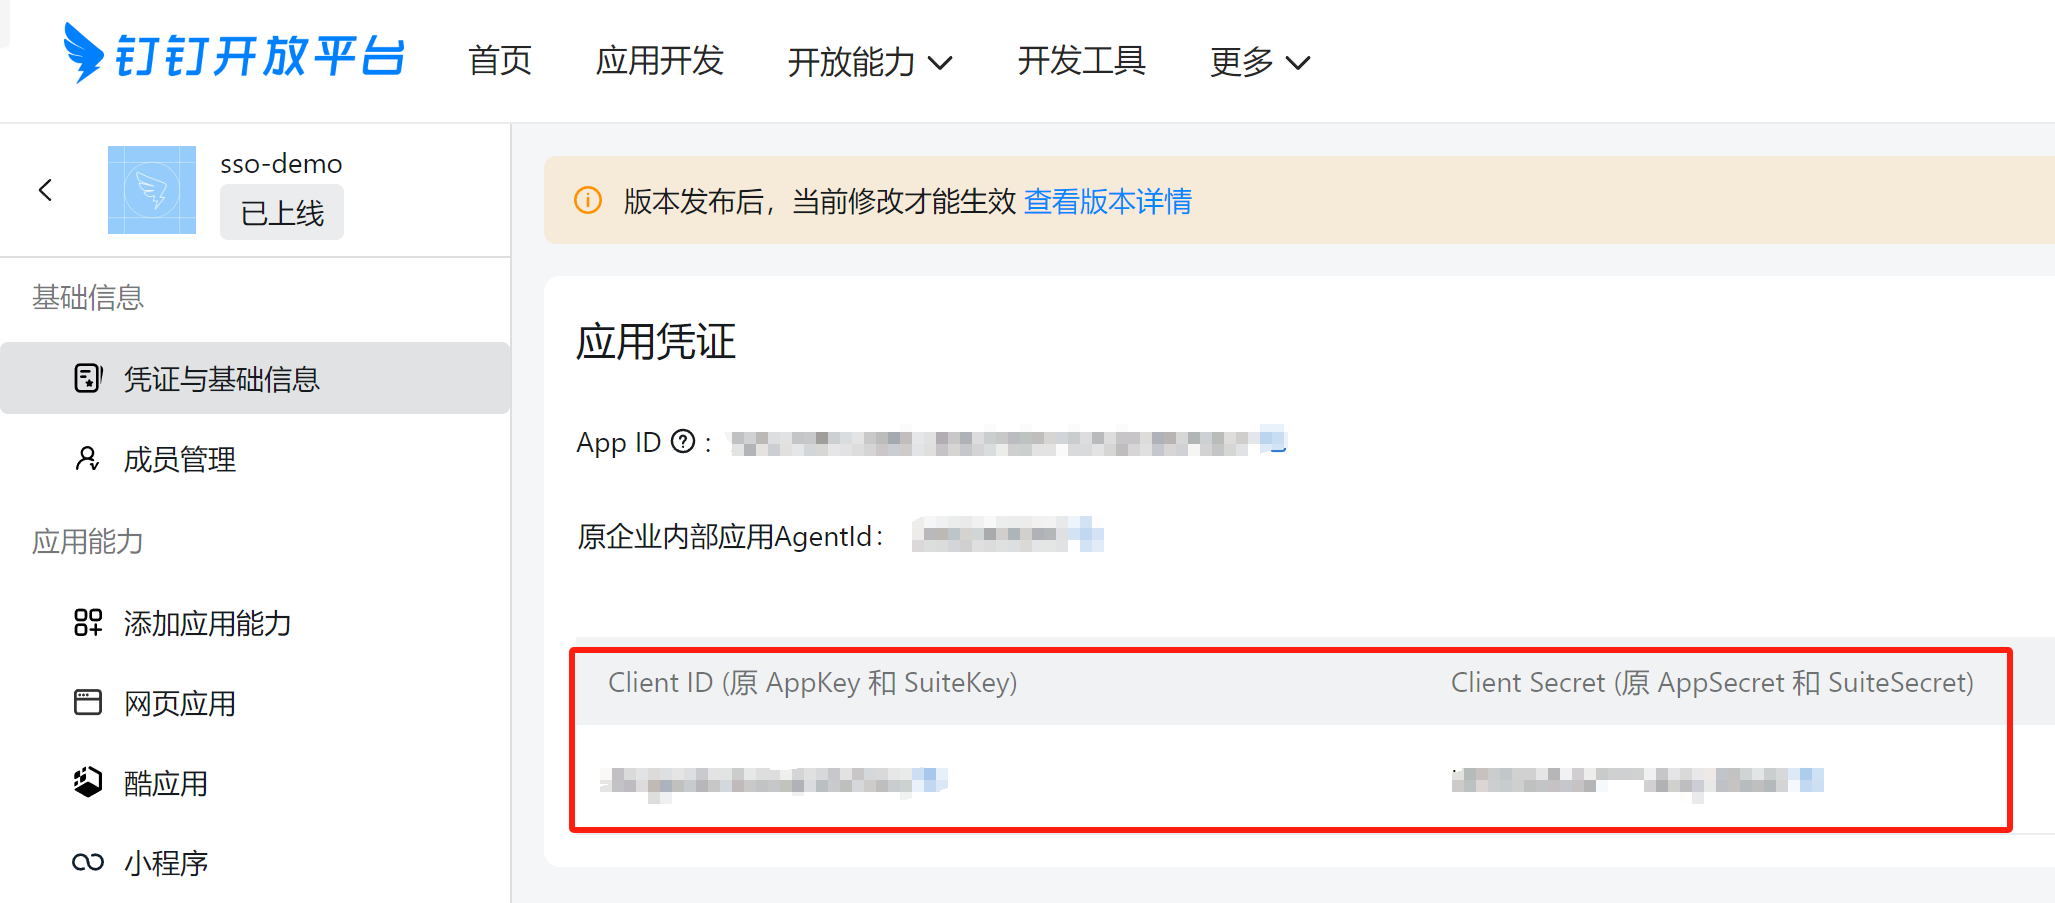 钉钉开放平台 首页 应用开发 开放能力 开发工具 更多
sso-demo
已上线
基础信息
凭证与基础信息
成员管理
应用能力
添加应用能力
网页应用
酷应用
小程序
版本发布后，当前修改才能生效 查看版本详情
应用凭证
App ID ? :
原企业内部应用AgentId：
Client ID (原 AppKey 和 SuiteKey) Client Secret (原 AppSecret 和 SuiteSecret)